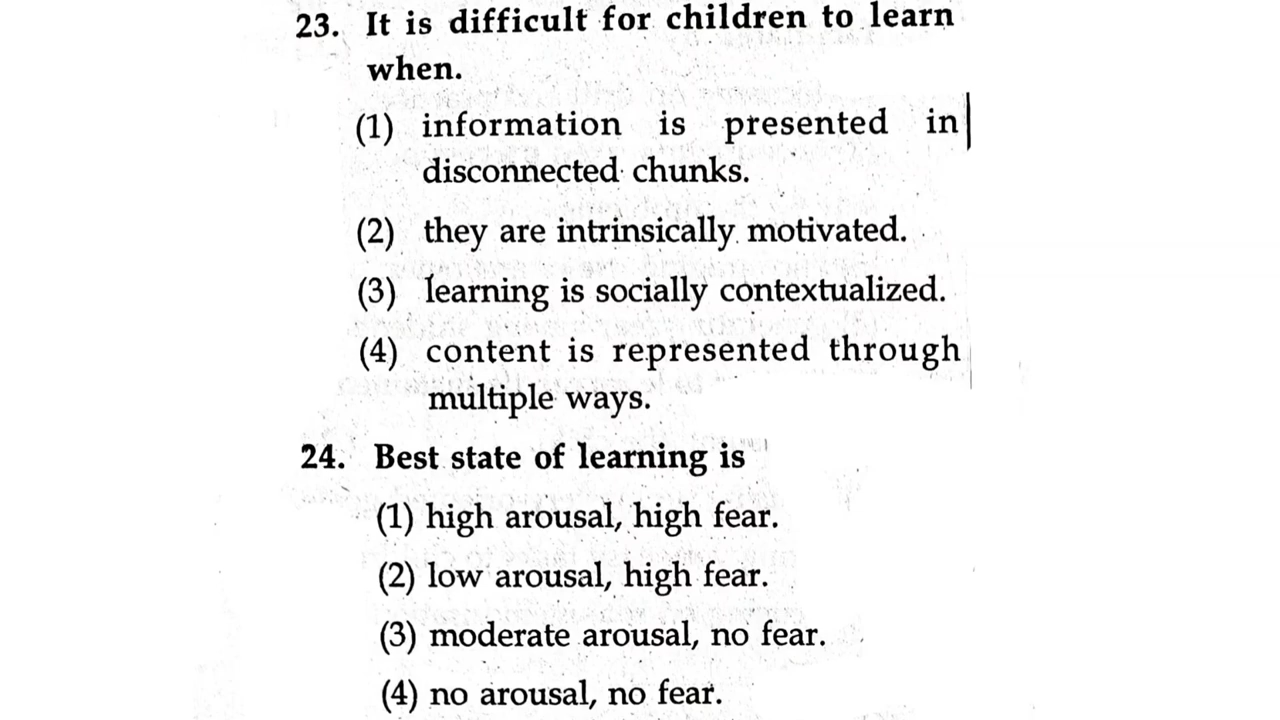 23. It is difficult for children to learn
when.
(1) information is presented in
disconnected chunks.
(2) they are intrinsically motivated.
(3) learning is socially contextualized.
(4) content is represented through
multiple ways.
24. Best state of learning is
(1) high arousal, high fear.
(2) low arousal, high fear.
(3) moderate arousal, no fear.
(4) no arousal, no fear.